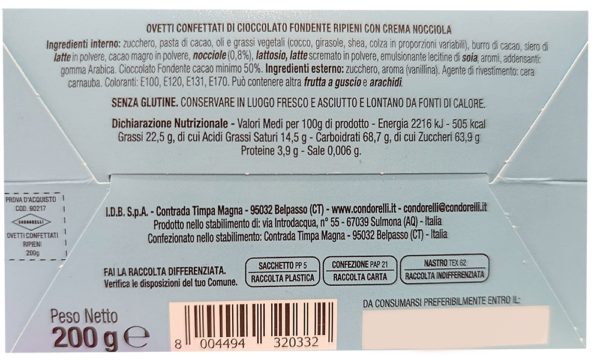 OVETTI CONFETTATI DI CIOCCOLATO FONDENTE RIPIENI CON CREMA NOCCIOLA
Ingredienti interno: zucchero, pasta di cacao, oli e grassi vegetali (cocco, girasole, shea, colza in proporzioni variabili), burro di cacao, siero di
latte in polvere, cacao magro in polvere, nocciole (0,8%), lattosio, latte scremato in polvere, emulsionante lecitine di soia, aromi, addensanti:
gomma Arabica. Cioccolato Fondente cacao minimo 50%. Ingredienti esterno: zucchero, aroma (vanillina). Agente di rivestimento: cera
carnauba. Coloranti: E100, E120, E131, E170. Può contenere altra frutta a guscio e arachidi.
SENZA GLUTINE. CONSERVARE IN LUOGO FRESCO E ASCIUTTO E LONTANO DA FONTI DI CALORE.
Dichiarazione Nutrizionale - Valori Medi per 100g di prodotto - Energia 2216 kJ - 505 kcal
Grassi 22,5 g, di cui Acidi Grassi Saturi 14,5 g - Carboidrati 68,7 g, di cui Zuccheri 63,9 g
Proteine 3,9 g - Sale 0,006 g.
PROVA D'ACQUISTO
COD. 90217
CONDORELLI
OVETTI CONFETTATI
RIPIENI
200g
I.D.B. S.p.A. - Contrada Timpa Magna - 95032 Belpasso (CT) - www.condorelli.it - condorelli@condorelli.it
Prodotto nello stabilimento di: via Introdacqua, n° 55 - 67039 Sulmona (AQ) - Italia
Confezionato nello stabilimento: Contrada Timpa Magna - 95032 Belpasso (CT) - Italia
FAI LA RACCOLTA DIFFERENZIATA.
Verifica le disposizioni del tuo Comune.
SACCHETTO PP 5
RACCOLTA PLASTICA
CONFEZIONE PAP 21
RACCOLTA CARTA
NASTRO TEX 62
RACCOLTA INDIFFERENZIATA
Peso Netto
200 g e
8 004494 320332
DA CONSUMARSI PREFERIBILMENTE ENTRO IL: